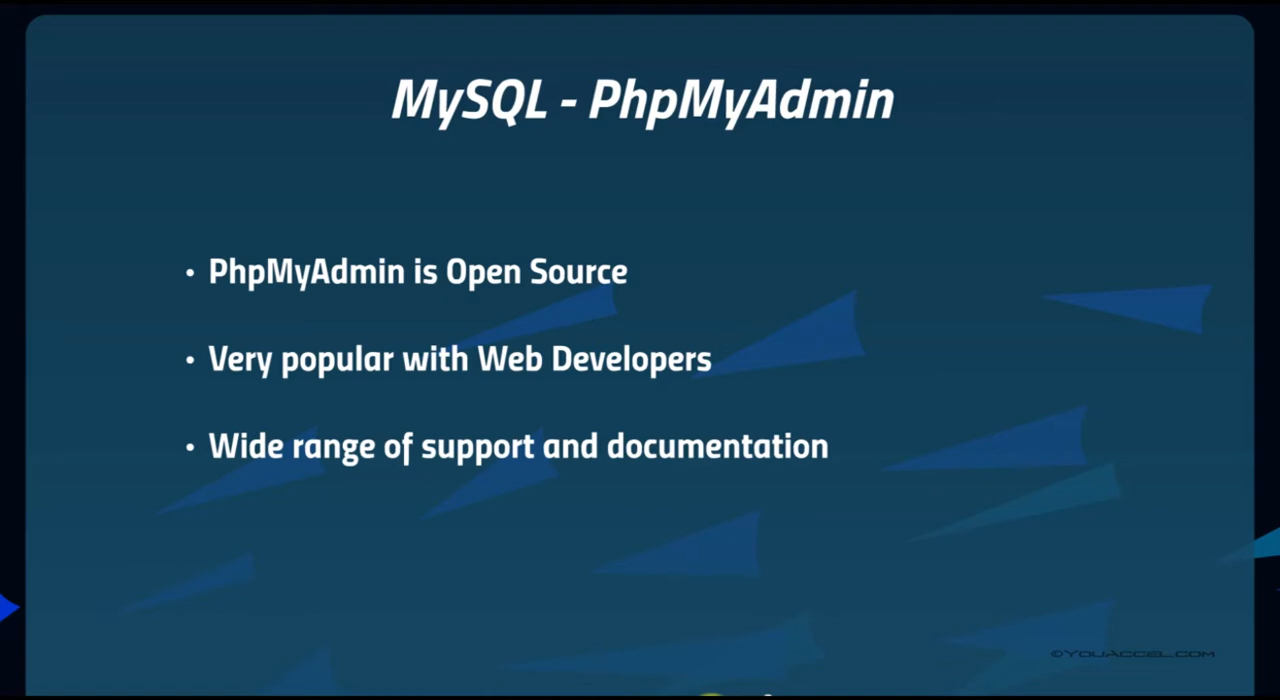 MySQL - PhpMyAdmin
• PhpMyAdmin is Open Source
• Very popular with Web Developers
• Wide range of support and documentation
©YOUACCEL.COM